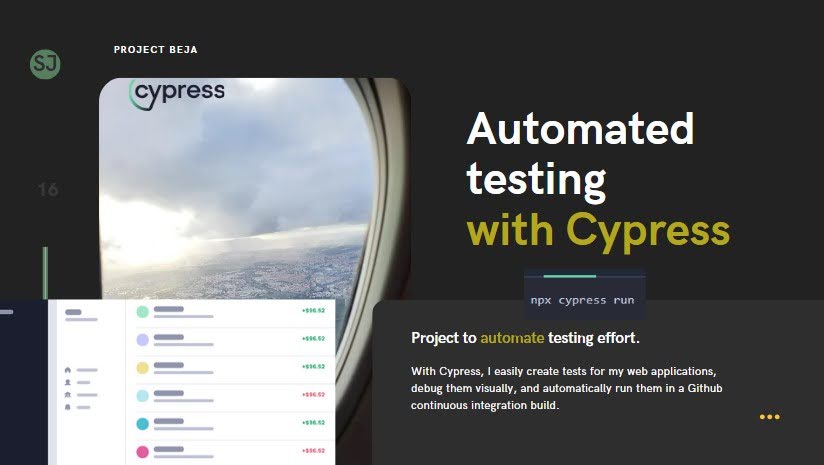 PROJECT BEJA
SJ
cypress
16
Automated
testing
with Cypress
npx cypress run
+$96.52
+$96.52
+$96.52
+$96.52
+$96.52
+$96.52
Project to automate testing effort.
With Cypress, I easily create tests for my web applications,
debug them visually, and automatically run them in a Github
continuous integration build.